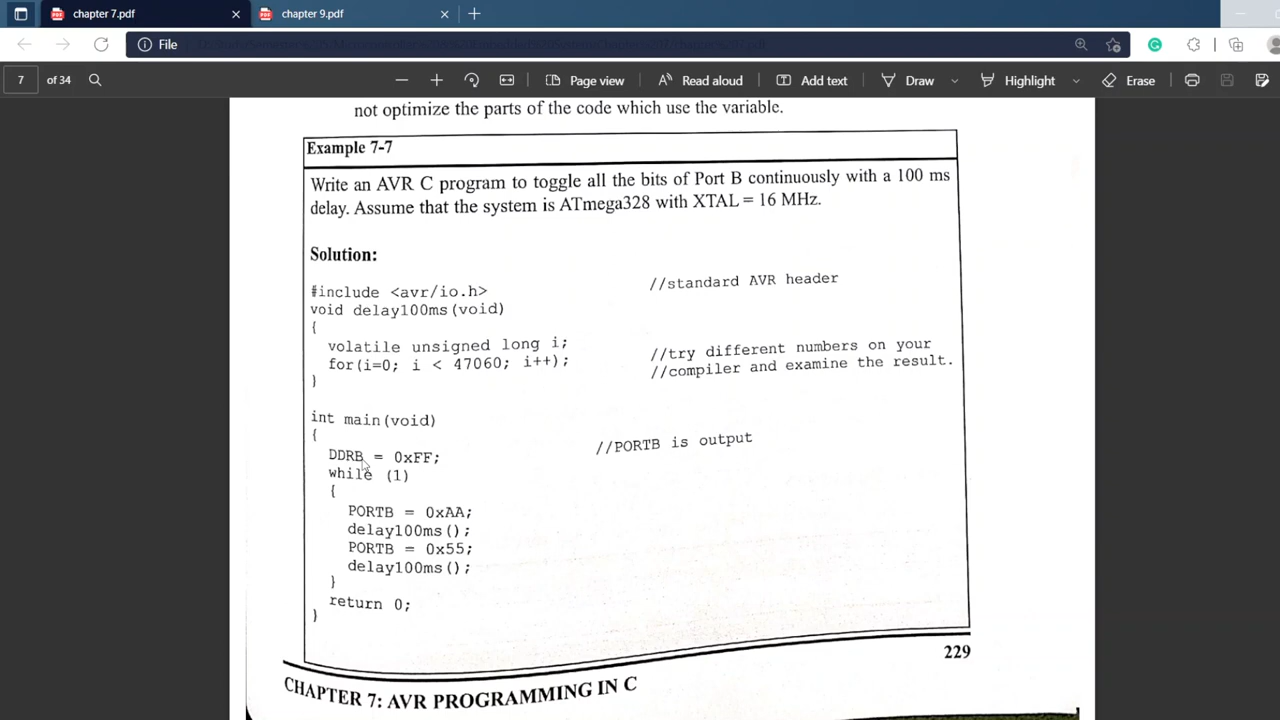 chapter 7.pdf
chapter 9.pdf
File
7 of 34
Page view
Read aloud
Add text
Draw
Highlight
Erase
not optimize the parts of the code which use the variable.
Example 7-7
Write an AVR C program to toggle all the bits of Port B continuously with a 100 ms
delay. Assume that the system is ATmega328 with XTAL = 16 MHz.
Solution:
#include <avr/io.h> //standard AVR header
void delay100ms(void)
{
volatile unsigned long i; //try different numbers on your
for(i=0; i < 47060; i++); //compiler and examine the result.
}
int main(void)
{
DDRB = 0xFF; //PORTB is output
while (1)
{
PORTB = 0xAA;
delay100ms();
PORTB = 0x55;
delay100ms();
}
return 0;
}
229
CHAPTER 7: AVR PROGRAMMING IN C